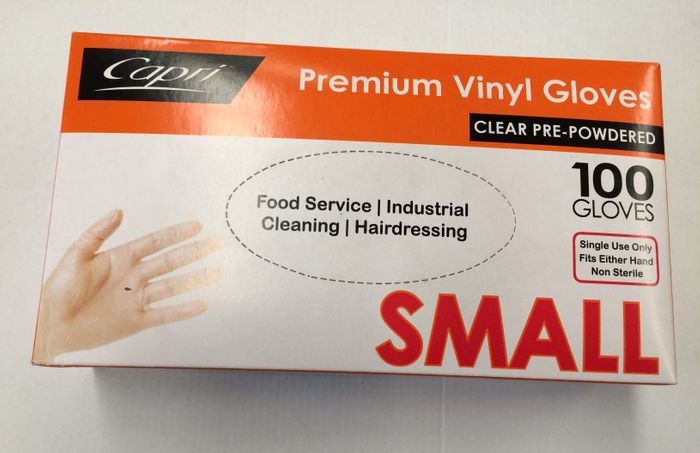 Capri
Premium Vinyl Gloves
CLEAR PRE-POWDERED
100
GLOVES
Food Service | Industrial
Cleaning | Hairdressing
Single Use Only
Fits Either Hand
Non Sterile
SMALL